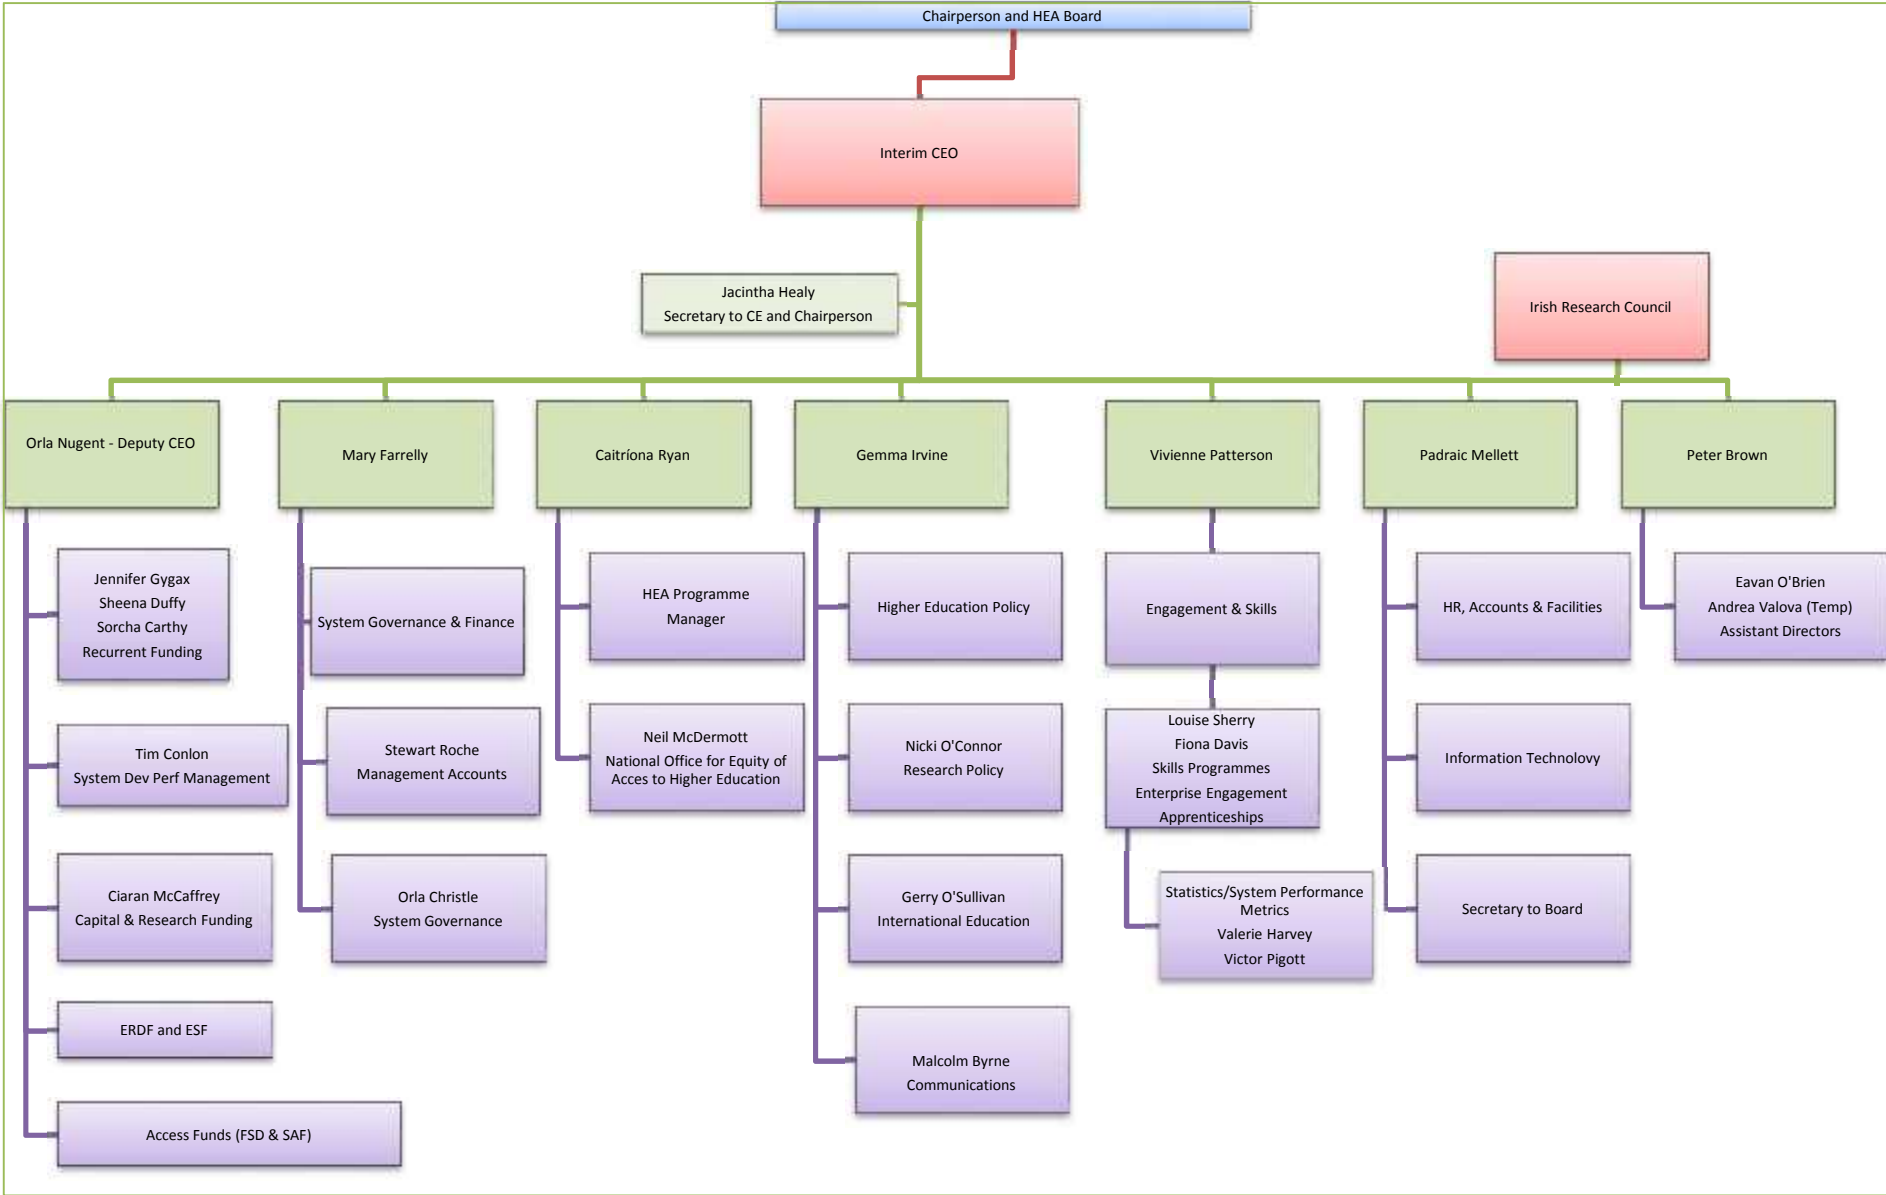 Chairperson and HEA Board
Interim CEO
Jacintha Healy
Secretary to CE and Chairperson
Irish Research Council
Orla Nugent - Deputy CEO
Mary Farrelly
Caitríona Ryan
Gemma Irvine
Vivienne Patterson
Padraic Mellett
Peter Brown
Jennifer Gygax
Sheena Duffy
Sorcha Carthy
Recurrent Funding
Tim Conlon
System Dev Perf Management
Ciaran McCaffrey
Capital & Research Funding
ERDF and ESF
Access Funds (FSD & SAF)
System Governance & Finance
Stewart Roche
Management Accounts
Orla Christle
System Governance
HEA Programme
Manager
Neil McDermott
National Office for Equity of
Acces to Higher Education
Higher Education Policy
Nicki O'Connor
Research Policy
Gerry O'Sullivan
International Education
Malcolm Byrne
Communications
Engagement & Skills
Louise Sherry
Fiona Davis
Skills Programmes
Enterprise Engagement
Apprenticeships
Statistics/System Performance
Metrics
Valerie Harvey
Victor Pigott
HR, Accounts & Facilities
Information Technolovy
Secretary to Board
Eavan O'Brien
Andrea Valova (Temp)
Assistant Directors